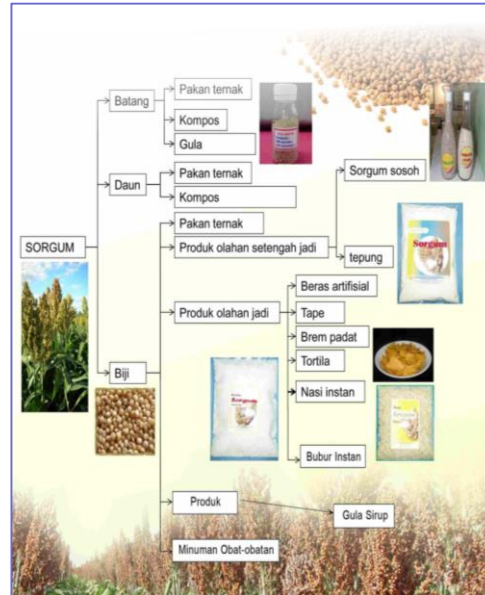 SORGUM
Batang
Pakan ternak
Kompos
Gula
Daun
Pakan ternak
Kompos
Biji
Pakan ternak
Produk olahan setengah jadi
Sorgum sosoh
tepung
Produk olahan jadi
Beras artifisial
Tape
Brem padat
Tortila
Nasi instan
Bubur Instan
Produk
Gula Sirup
Minuman Obat-obatan
Sorgum